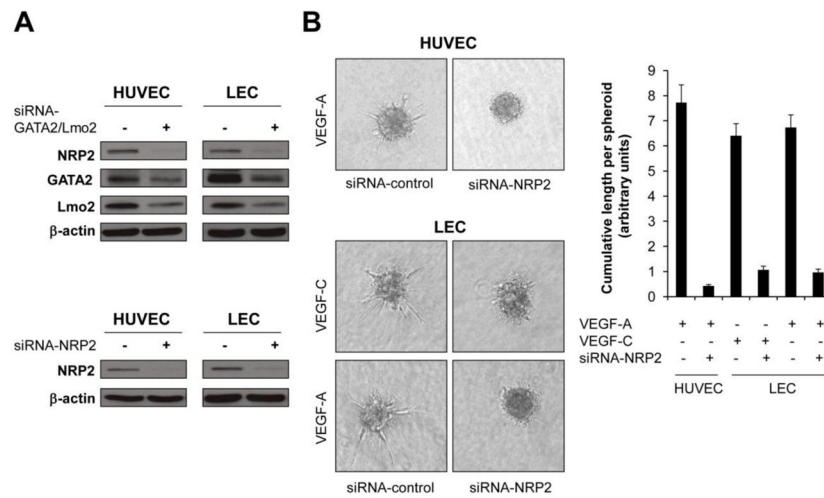 A
HUVEC LEC
siRNA-
GATA2/Lmo2 - + - +
NRP2
GATA2
Lmo2
β-actin
HUVEC LEC
siRNA-NRP2 - + - +
NRP2
β-actin
B
HUVEC
VEGF-A
siRNA-control siRNA-NRP2
LEC
VEGF-C
VEGF-A
siRNA-control siRNA-NRP2
Cumulative length per spheroid
(arbitrary units)
9
8
7
6
5
4
3
2
1
0
VEGF-A + + - - + +
VEGF-C - - + + - -
siRNA-NRP2 - + - + - +
HUVEC LEC